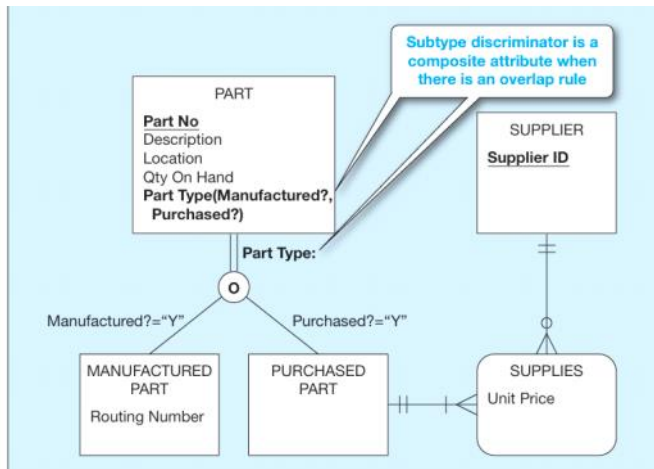 Subtype discriminator is a
composite attribute when
there is an overlap rule
PART
Part No
Description
Location
Qty On Hand
Part Type(Manufactured?,
Purchased?)
SUPPLIER
Supplier ID
Part Type:
O
Manufactured?="Y"
Purchased?="Y"
MANUFACTURED
PART
Routing Number
PURCHASED
PART
SUPPLIES
Unit Price